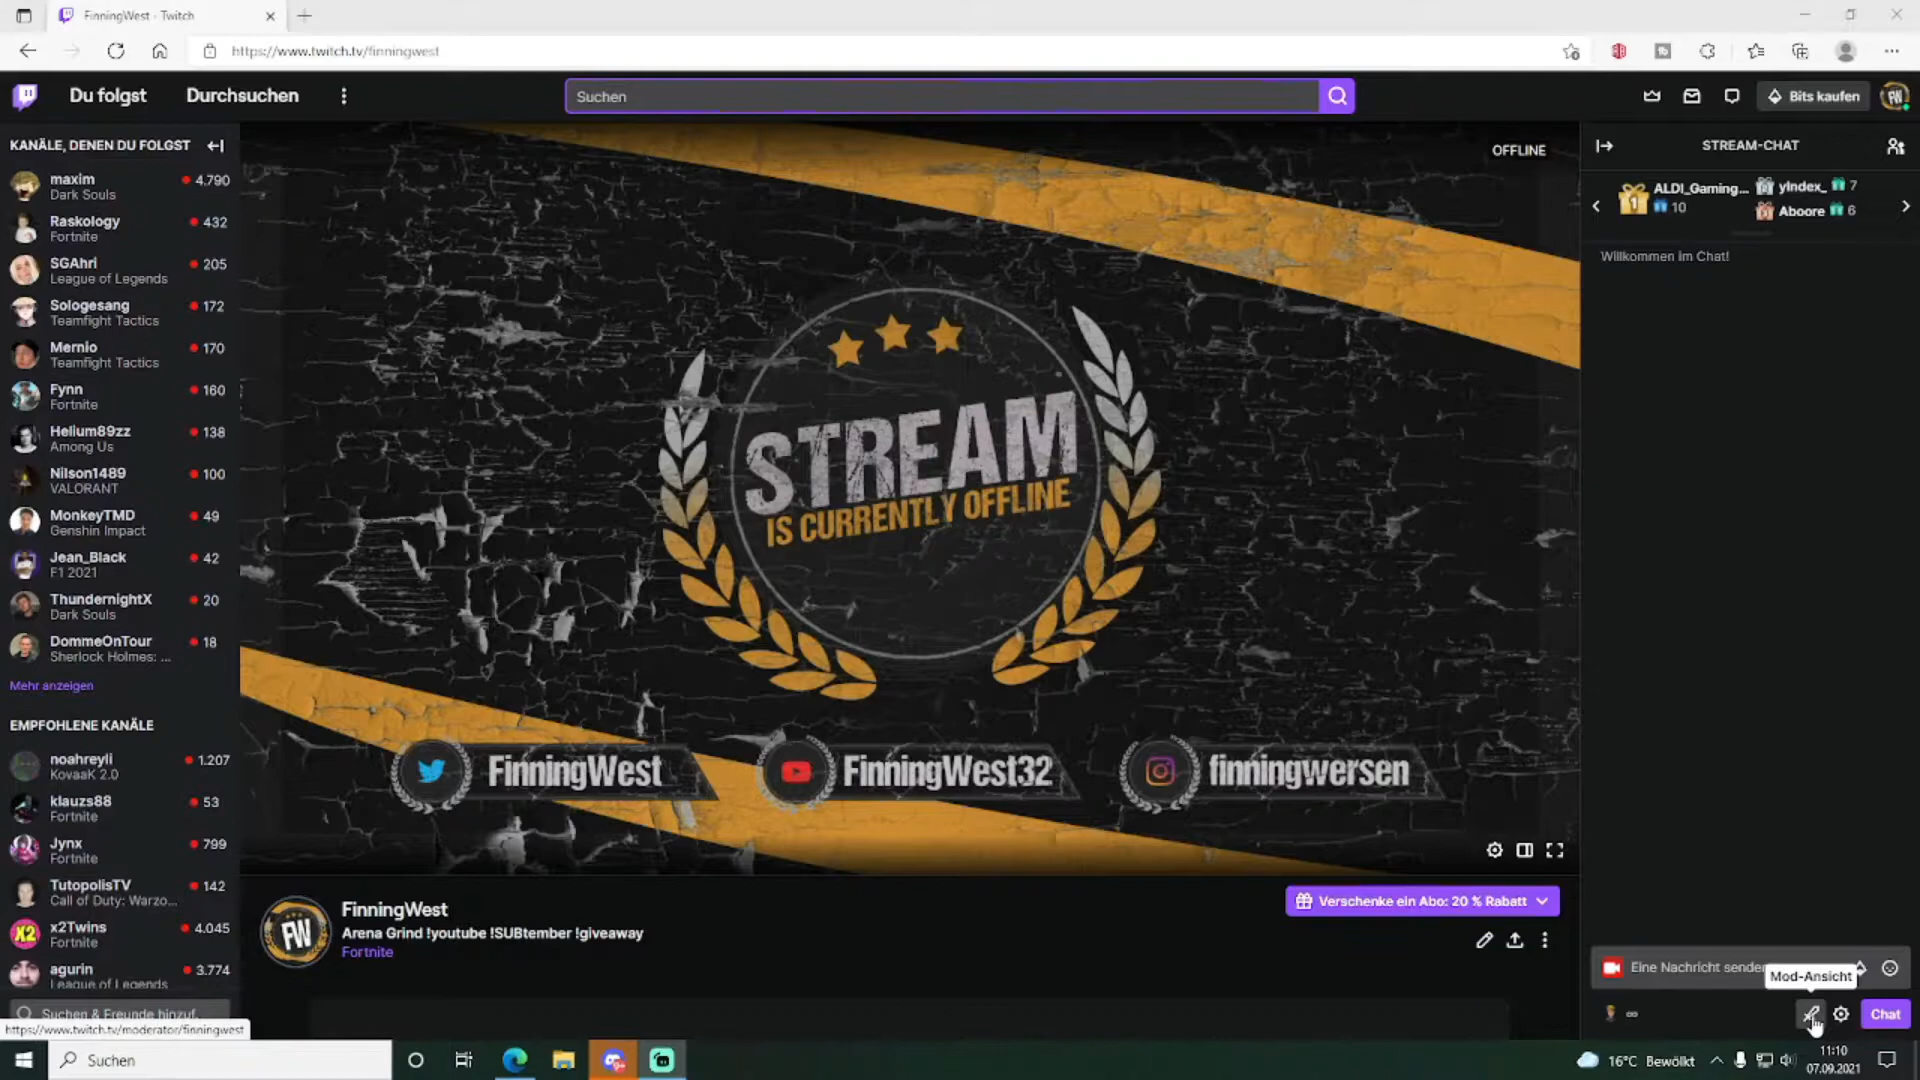 FinningWest - Twitch
https://www.twitch.tv/finningwest
Du folgst
Durchsuchen
Suchen
Bits kaufen
KANÄLE, DENEN DU FOLGST
maxim
4.790
Dark Souls
Raskology
432
Fortnite
SGAhri
205
League of Legends
Sologesang
172
Teamfight Tactics
Mernio
170
Teamfight Tactics
Fynn
160
Fortnite
Helium89zz
138
Among Us
Nilson1489
100
VALORANT
MonkeyTMD
49
Genshin Impact
Jean_Black
42
F1 2021
ThundernightX
20
Dark Souls
DommeOnTour
18
Sherlock Holmes: ...
Mehr anzeigen
EMPFOHLENE KANÄLE
noahreyli
1.207
KovaaK 2.0
klauzs88
53
Fortnite
Jynx
799
Fortnite
TutopolisTV
142
Call of Duty: Warzo...
x2Twins
4.045
Fortnite
agurin
3.774
League of Legends
Suchen & Freunde hinzuf.
https://www.twitch.tv/moderator/finningwest
OFFLINE
STREAM
IS CURRENTLY OFFLINE
FinningWest
FinningWest32
finningwersen
FW
FinningWest
Arena Grind !youtube !SUBtember !giveaway
Fortnite
Verschenke ein Abo: 20 % Rabatt
STREAM-CHAT
1
ALDI_Gaming...
10
yIndex_
7
Aboore
6
Willkommen im Chat!
Eine Nachricht senden
Mod-Ansicht
Chat
Suchen
16°C Bewölkt
11:10
07.09.2021